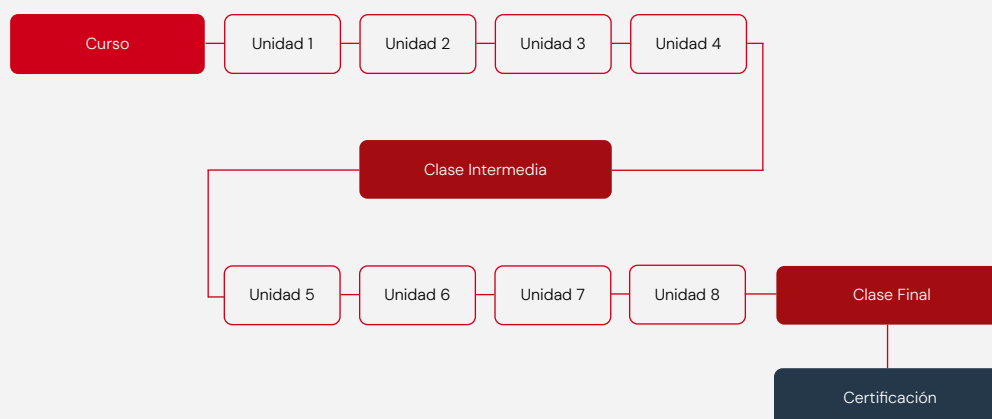 Curso
Unidad 1
Unidad 2
Unidad 3
Unidad 4
Clase Intermedia
Unidad 5
Unidad 6
Unidad 7
Unidad 8
Clase Final
Certificación